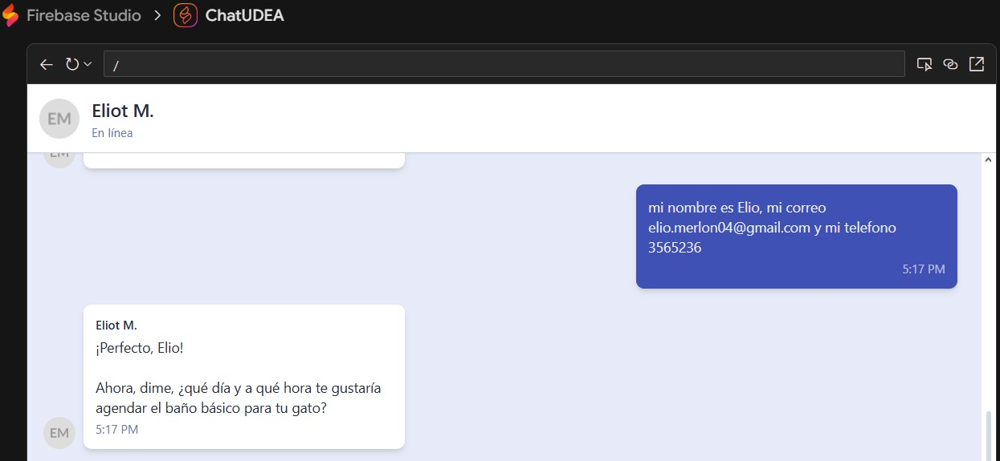 Firebase Studio > ChatUDEA
/
EM
Eliot M.
En línea
EM
mi nombre es Elio, mi correo
elio.merlon04@gmail.com y mi telefono
3565236
5:17 PM
Eliot M.
¡Perfecto, Elio!
Ahora, dime, ¿qué día y a qué hora te gustaría
agendar el baño básico para tu gato?
EM
5:17 PM